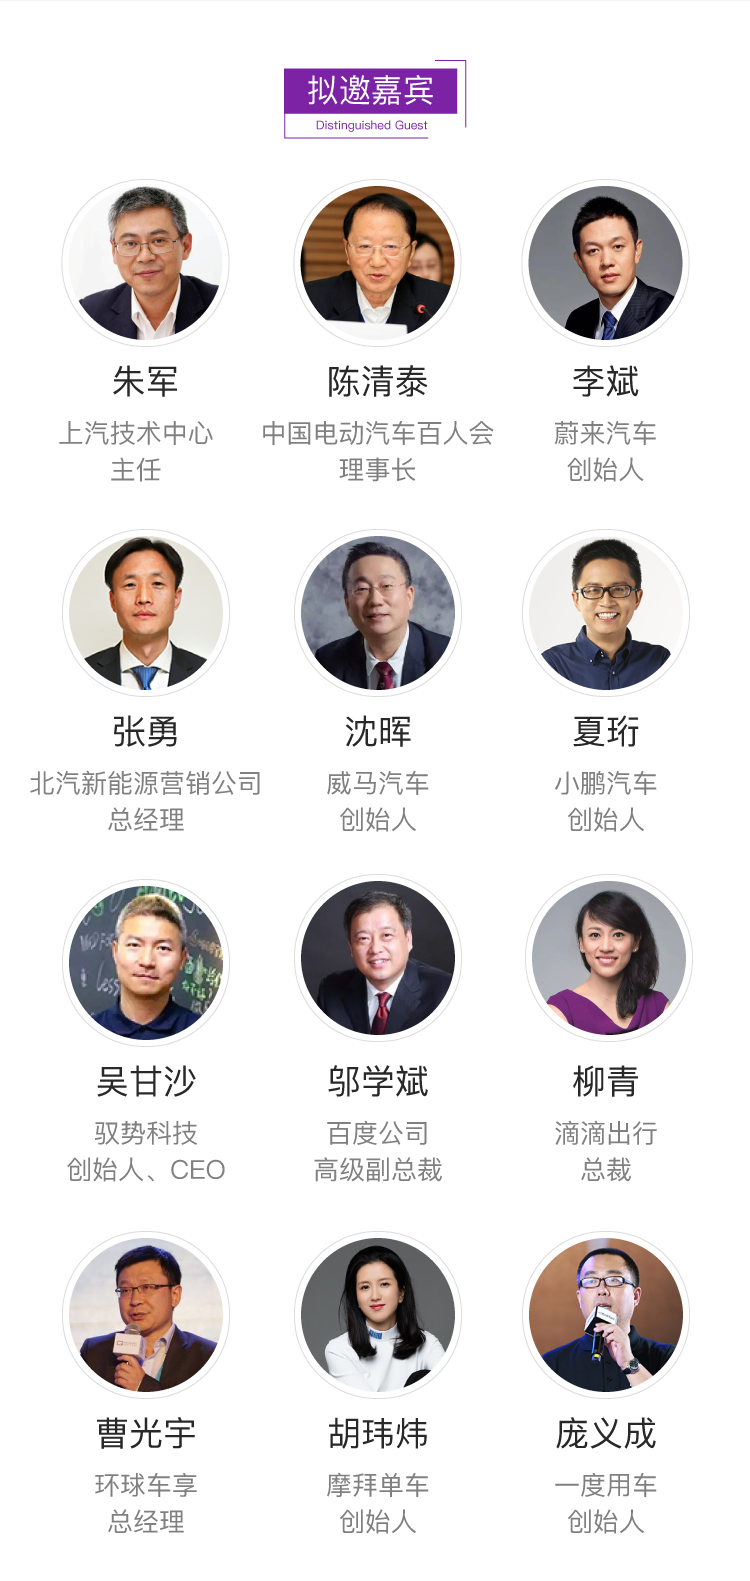 拟邀嘉宾
Distinguished Guest
朱军
上汽技术中心
主任
陈清泰
中国电动汽车百人会
理事长
李斌
蔚来汽车
创始人
张勇
北汽新能源营销公司
总经理
沈晖
威马汽车
创始人
夏珩
小鹏汽车
创始人
吴甘沙
驭势科技
创始人、CEO
邬学斌
百度公司
高级副总裁
柳青
滴滴出行
总裁
曹光宇
环球车享
总经理
胡玮炜
摩拜单车
创始人
庞义成
一度用车
创始人